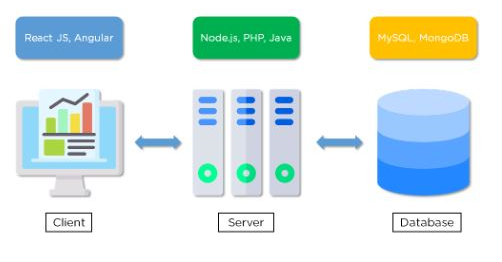 React JS, Angular
Node.js, PHP, Java
MySQL, MongoDB
Client
Server
Database